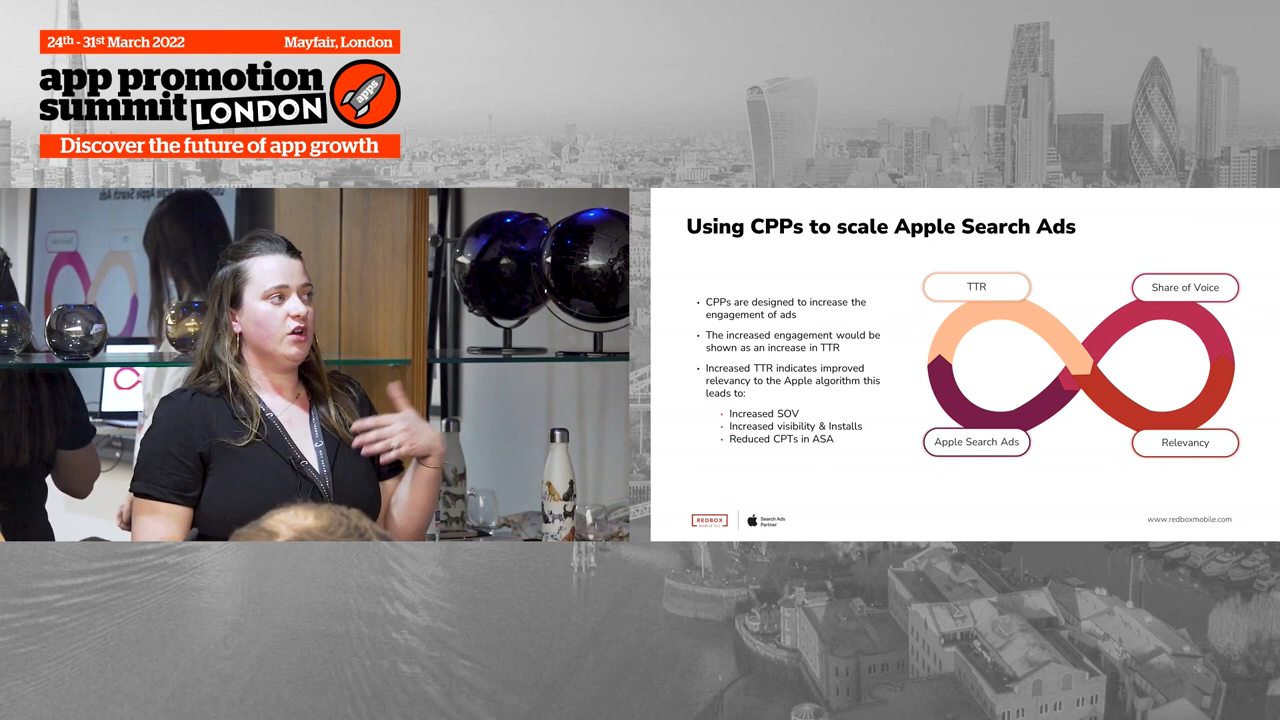 24th - 31st March 2022
Mayfair, London
app promotion
summit LONDON
apps
Discover the future of app growth
Using CPPs to scale Apple Search Ads
• CPPs are designed to increase the
engagement of ads
• The increased engagement would be
shown as an increase in TTR
• Increased TTR indicates improved
relevancy to the Apple algorithm this
leads to:
• Increased SOV
• Increased visibility & Installs
• Reduced CPTs in ASA
TTR
Share of Voice
Apple Search Ads
Relevancy
REDBOX
Search Ads
Partner
www.redboxmobile.com